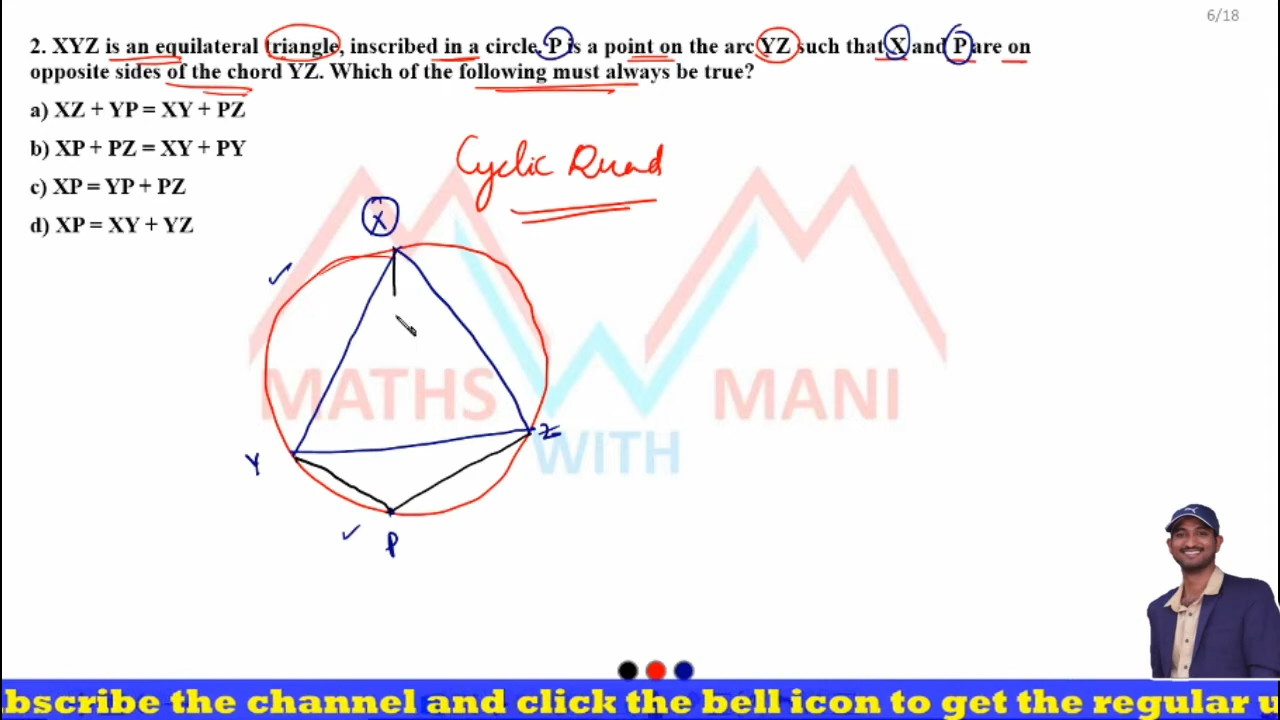 6/18
2. XYZ is an equilateral triangle, inscribed in a circle. P is a point on the arc YZ such that X and P are on
opposite sides of the chord YZ. Which of the following must always be true?
a) XZ + YP = XY + PZ
b) XP + PZ = XY + PY
c) XP = YP + PZ
d) XP = XY + YZ
Cyclic Quad
X
MATHS
WITH
MANI
Y
Z
P
bscribe the channel and click the bell icon to get the regular u